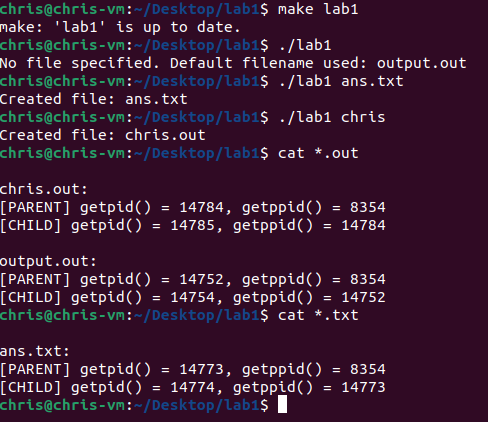 chris@chris-vm:~/Desktop/lab1$ make lab1
make: 'lab1' is up to date.
chris@chris-vm:~/Desktop/lab1$ ./lab1
No file specified. Default filename used: output.out
chris@chris-vm:~/Desktop/lab1$ ./lab1 ans.txt
Created file: ans.txt
chris@chris-vm:~/Desktop/lab1$ ./lab1 chris
Created file: chris.out
chris@chris-vm:~/Desktop/lab1$ cat *.out
chris.out:
[PARENT] getpid() = 14784, getppid() = 8354
[CHILD] getpid() = 14785, getppid() = 14784
output.out:
[PARENT] getpid() = 14752, getppid() = 8354
[CHILD] getpid() = 14754, getppid() = 14752
chris@chris-vm:~/Desktop/lab1$ cat *.txt
ans.txt:
[PARENT] getpid() = 14773, getppid() = 8354
[CHILD] getpid() = 14774, getppid() = 14773
chris@chris-vm:~/Desktop/lab1$